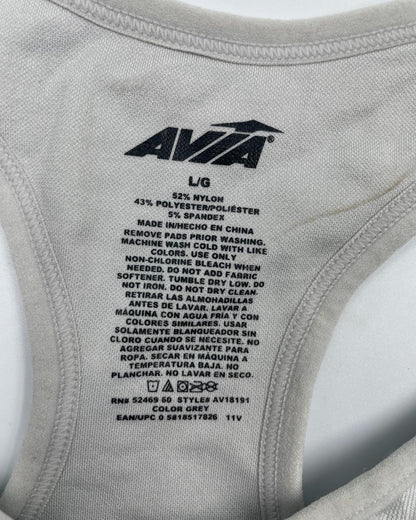 AVIA®
L/G
52% NYLON
43% POLYESTER/POLIÉSTER
5% SPANDEX
MADE IN/HECHO EN CHINA
REMOVE PADS PRIOR WASHING.
MACHINE WASH COLD WITH LIKE
COLORS. USE ONLY
NON-CHLORINE BLEACH WHEN
NEEDED. DO NOT ADD FABRIC
SOFTENER. TUMBLE DRY LOW. DO
NOT IRON. DO NOT DRY CLEAN.
RETIRAR LAS ALMOHADILLAS
ANTES DE LAVAR. LAVAR A
MÁQUINA CON AGUA FRÍA Y CON
COLORES SIMILARES. USAR
SOLAMENTE BLANQUEADOR SIN
CLORO CUANDO SE NECESITE. NO
AGREGAR SUAVIZANTE PARA
ROPA. SECAR EN MÁQUINA A
TEMPERATURA BAJA. NO
PLANCHAR. NO LAVAR EN SECO.
RN# 52469 60 STYLE# AV18191
COLOR GREY
EAN/UPC 0 5818517826 11V